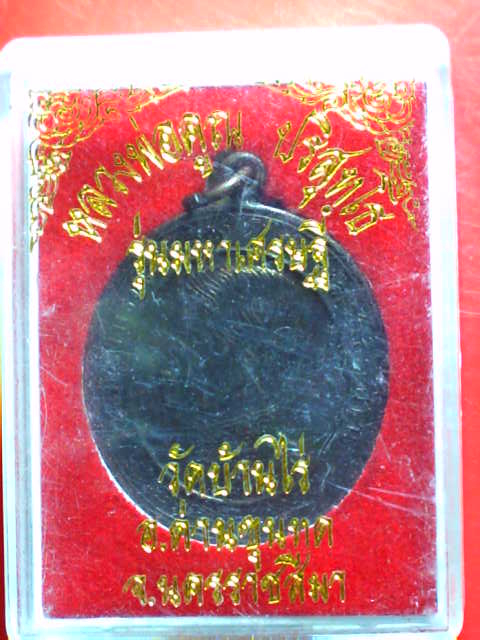 หลวงพ่อคูณ ปริสุทโธ
รุ่นมหาเศรษฐี
วัดบ้านไร่
อ.ด่านขุนทด
จ.นครราชสีมา